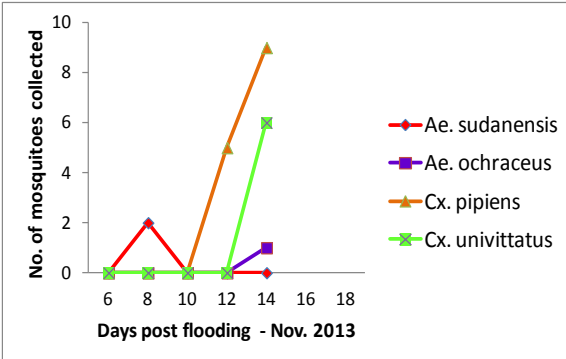 No. of mosquitoes collected
10
8
6
4
2
0
6 8 10 12 14 16 18
Days post flooding - Nov. 2013
Ae. sudanensis
Ae. ochraceus
Cx. pipiens
Cx. univittatus